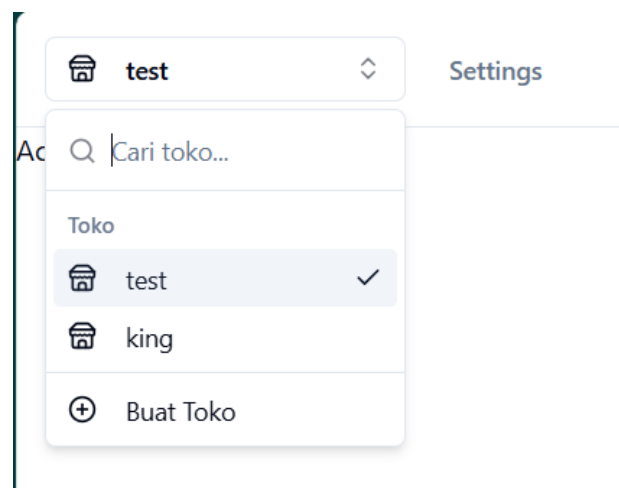 test
Settings
Ac
Cari toko...
Toko
test
king
Buat Toko